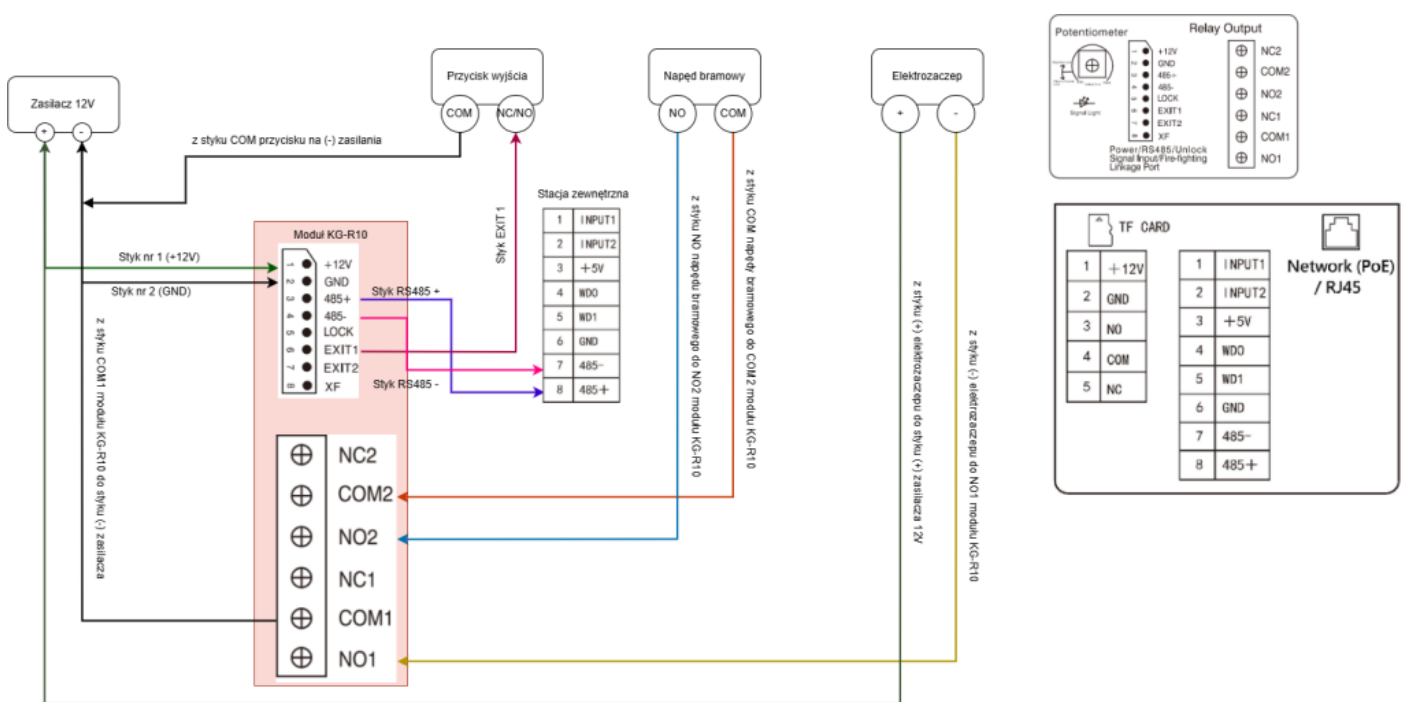 Zasilacz 12V
+
-
Przycisk wyjścia
COM
NC/NO
Napęd bramowy
NO
COM
Elektrozaczep
+
-
z styku COM przycisku na (-) zasilania
Styk nr 1 (+12V)
Styk nr 2 (GND)
z styku COM1 modułu KG-R10 do styku (-) zasilacza
Moduł KG-R10
1 +12V
2 GND
3 485+
4 485-
5 LOCK
6 EXIT1
7 EXIT2
8 XF
Styk RS485 +
Styk RS485 -
Styk EXIT 1
NC2
COM2
NO2
NC1
COM1
NO1
Stacja zewnętrzna
1 INPUT1
2 INPUT2
3 +5V
4 WD0
5 WD1
6 GND
7 485-
8 485+
z styku NO napędu bramowego do NO2 modułu KG-R10
z styku COM napędy bramowego do COM2 modułu KG-R10
z styku (+) elektrozaczepu do styku (+) zasilacza 12V
z styku (-) elektrozaczepu do NO1 modułu KG-R10
Potentiometer
Relay Output
Signal Light
+12V
GND
485+
485-
LOCK
EXIT1
EXIT2
XF
Power/RS485/Unlock
Signal Input/Fire-fighting
Linkage Port
NC2
COM2
NO2
NC1
COM1
NO1
TF CARD
1 +12V
2 GND
3 NO
4 COM
5 NC
1 INPUT1
2 INPUT2
3 +5V
4 WD0
5 WD1
6 GND
7 485-
8 485+
Network (PoE)
/ RJ45